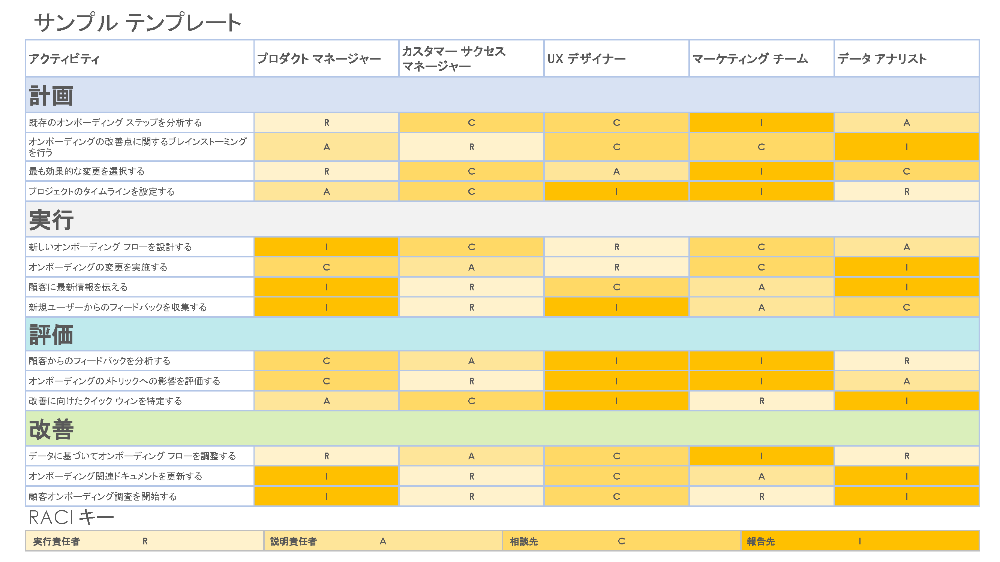 サンプル テンプレート
アクティビティ プロダクト マネージャー カスタマー サクセス マネージャー UX デザイナー マーケティング チーム データ アナリスト
計画
既存のオンボーディング ステップを分析する R C C I A
オンボーディングの改善点に関するブレインストーミング
を行う A R C C I
最も効果的な変更を選択する R C A I C
プロジェクトのタイムラインを設定する A C I I R
実行
新しいオンボーディング フローを設計する I C R C A
オンボーディングの変更を実施する C A R C I
顧客に最新情報を伝える I R C A I
新規ユーザーからのフィードバックを収集する I R I A C
評価
顧客からのフィードバックを分析する C A I I R
オンボーディングのメトリックへの影響を評価する C R I I A
改善に向けたクイック ウィンを特定する A C I R I
改善
データに基づいてオンボーディング フローを調整する R A C I R
オンボーディング関連ドキュメントを更新する I R C A I
顧客オンボーディング調査を開始する I R C R I
RACI キー
実行責任者 R 説明責任者 A 相談先 C 報告先 I